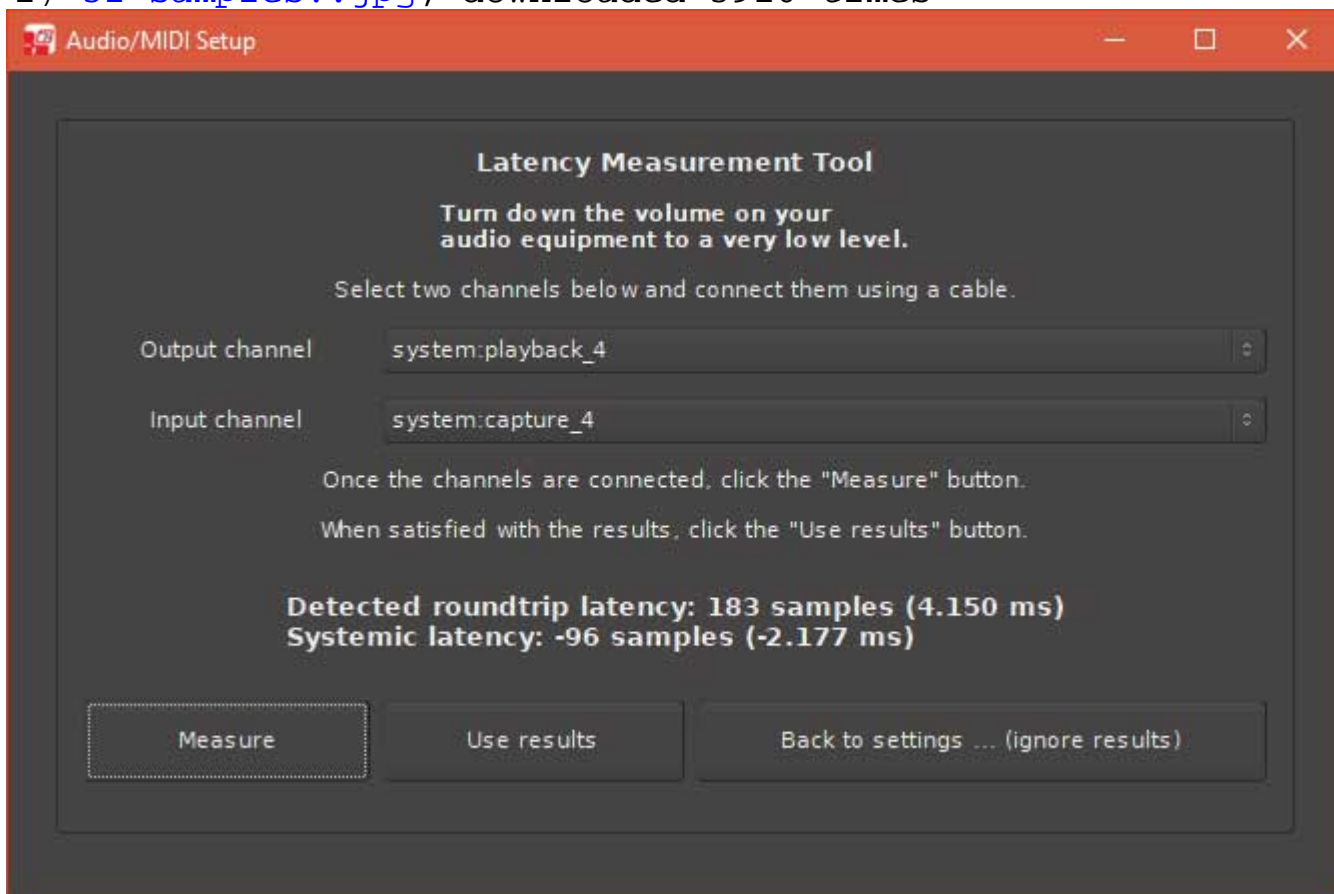 Audio/MIDI Setup
Latency Measurement Tool
Turn down the volume on your
audio equipment to a very low level.
Select two channels below and connect them using a cable.
Output channel system:playback_4
Input channel system:capture_4
Once the channels are connected, click the "Measure" button.
When satisfied with the results, click the "Use results" button.
Detected roundtrip latency: 183 samples (4.150 ms)
Systemic latency: -96 samples (-2.177 ms)
Measure Use results Back to settings ... (ignore results)